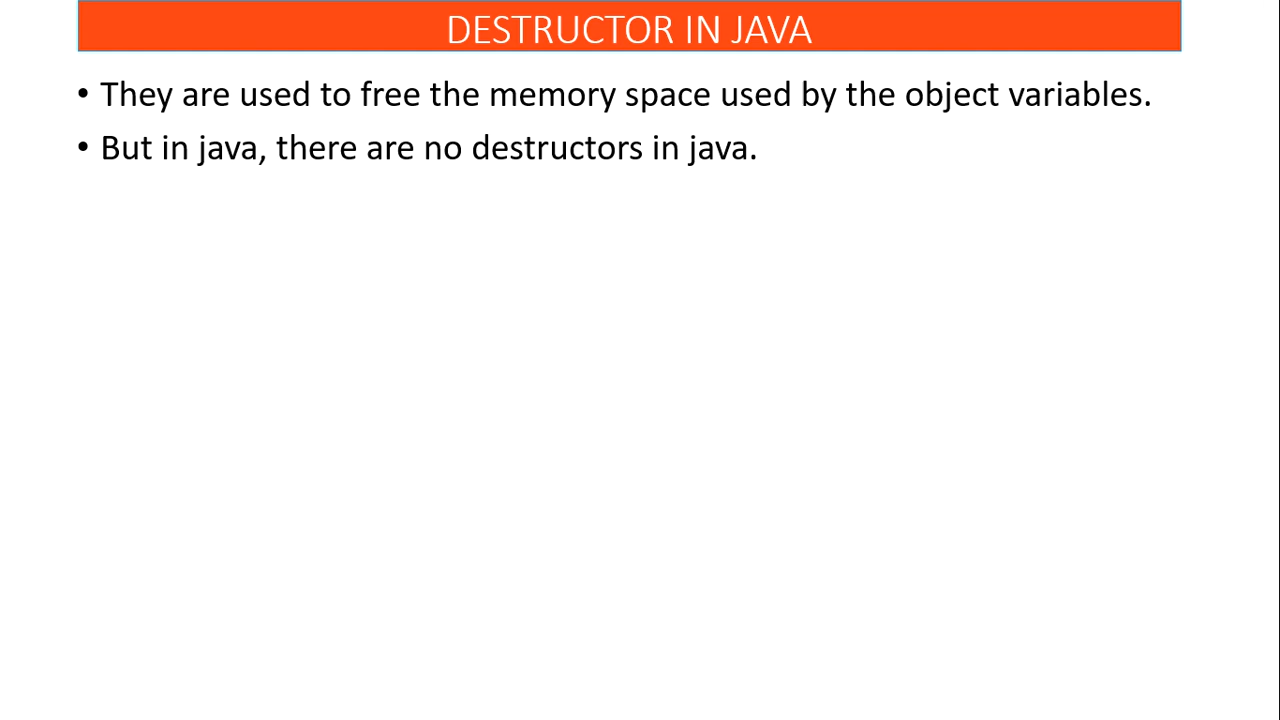 DESTRUCTOR IN JAVA
• They are used to free the memory space used by the object variables.
• But in java, there are no destructors in java.